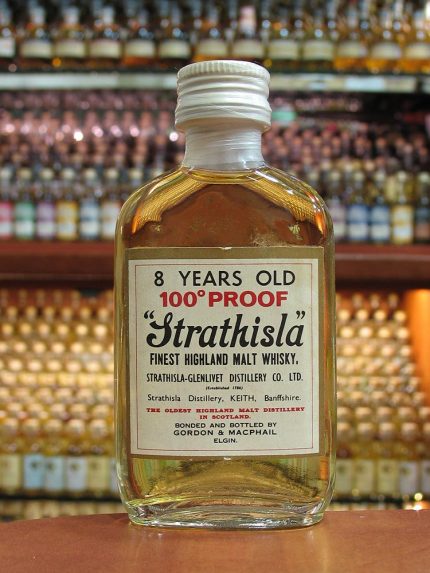 8 YEARS OLD
100º PROOF
"Strathisla"
FINEST HIGHLAND MALT WHISKY.
STRATHISLA-GLENLIVET DISTILLERY CO. LTD.
(Established 1786)
Strathisla Distillery, KEITH, Banffshire.
THE OLDEST HIGHLAND MALT DISTILLERY
IN SCOTLAND.
BONDED AND BOTTLED BY
GORDON & MACPHAIL
ELGIN.